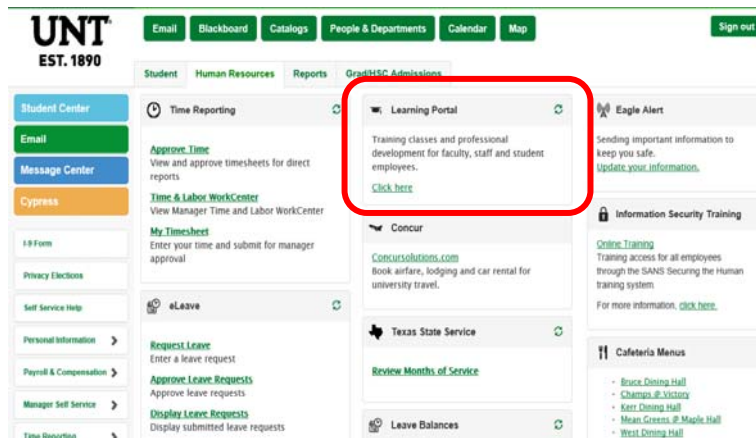 UNT
EST. 1890
Email
Blackboard
Catalogs
People & Departments
Calendar
Map
Sign out
Student
Human Resources
Reports
Grad/HSC Admissions
Student Center
Email
Message Center
Cypress
I-9 Form
Privacy Elections
Self Service Help
Personal Information
Payroll & Compensation
Manager Self Service
Time Reporting
Time Reporting
Approve Time
View and approve timesheets for direct
reports
Time & Labor WorkCenter
View Manager Time and Labor WorkCenter
My Timesheet
Enter your time and submit for manager
approval
eLeave
Request Leave
Enter a leave request
Approve Leave Requests
Approve leave requests
Display Leave Requests
Display submitted leave requests
Learning Portal
Training classes and professional
development for faculty, staff and student
employees.
Click here
Concur
Concursolutions.com
Book airfare, lodging and car rental for
university travel.
Texas State Service
Review Months of Service
Leave Balances
Eagle Alert
Sending important information to
keep you safe.
Update your information.
Information Security Training
Online Training
Training access for all employees
through the SANS Securing the Human
training system
For more information, click here.
Cafeteria Menus
Bruce Dining Hall
Champs @ Victory
Kerr Dining Hall
Mean Greens @ Maple Hall
West Dining Hall